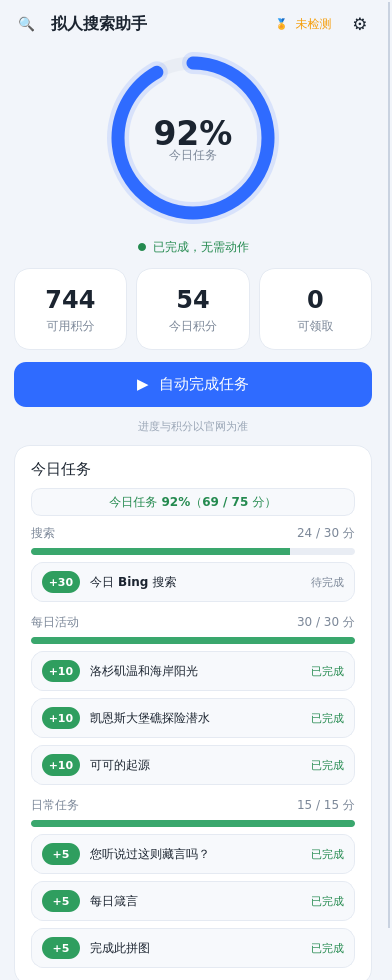 拟人搜索助手
未检测
92%
今日任务
已完成，无需动作
744
54
0
可用积分
今日积分
可领取
▶ 自动完成任务
进度与积分以官网为准
今日任务
今日任务 92%（69 / 75 分）
搜索 24 / 30 分
+30 今日 Bing 搜索 待完成
每日活动 30 / 30 分
+10 洛杉矶温和海岸阳光 已完成
+10 凯恩斯大堡礁探险潜水 已完成
+10 可可的起源 已完成
日常任务 15 / 15 分
+5 您听说过这则藏言吗？ 已完成
+5 每日箴言 已完成
+5 完成此拼图 已完成